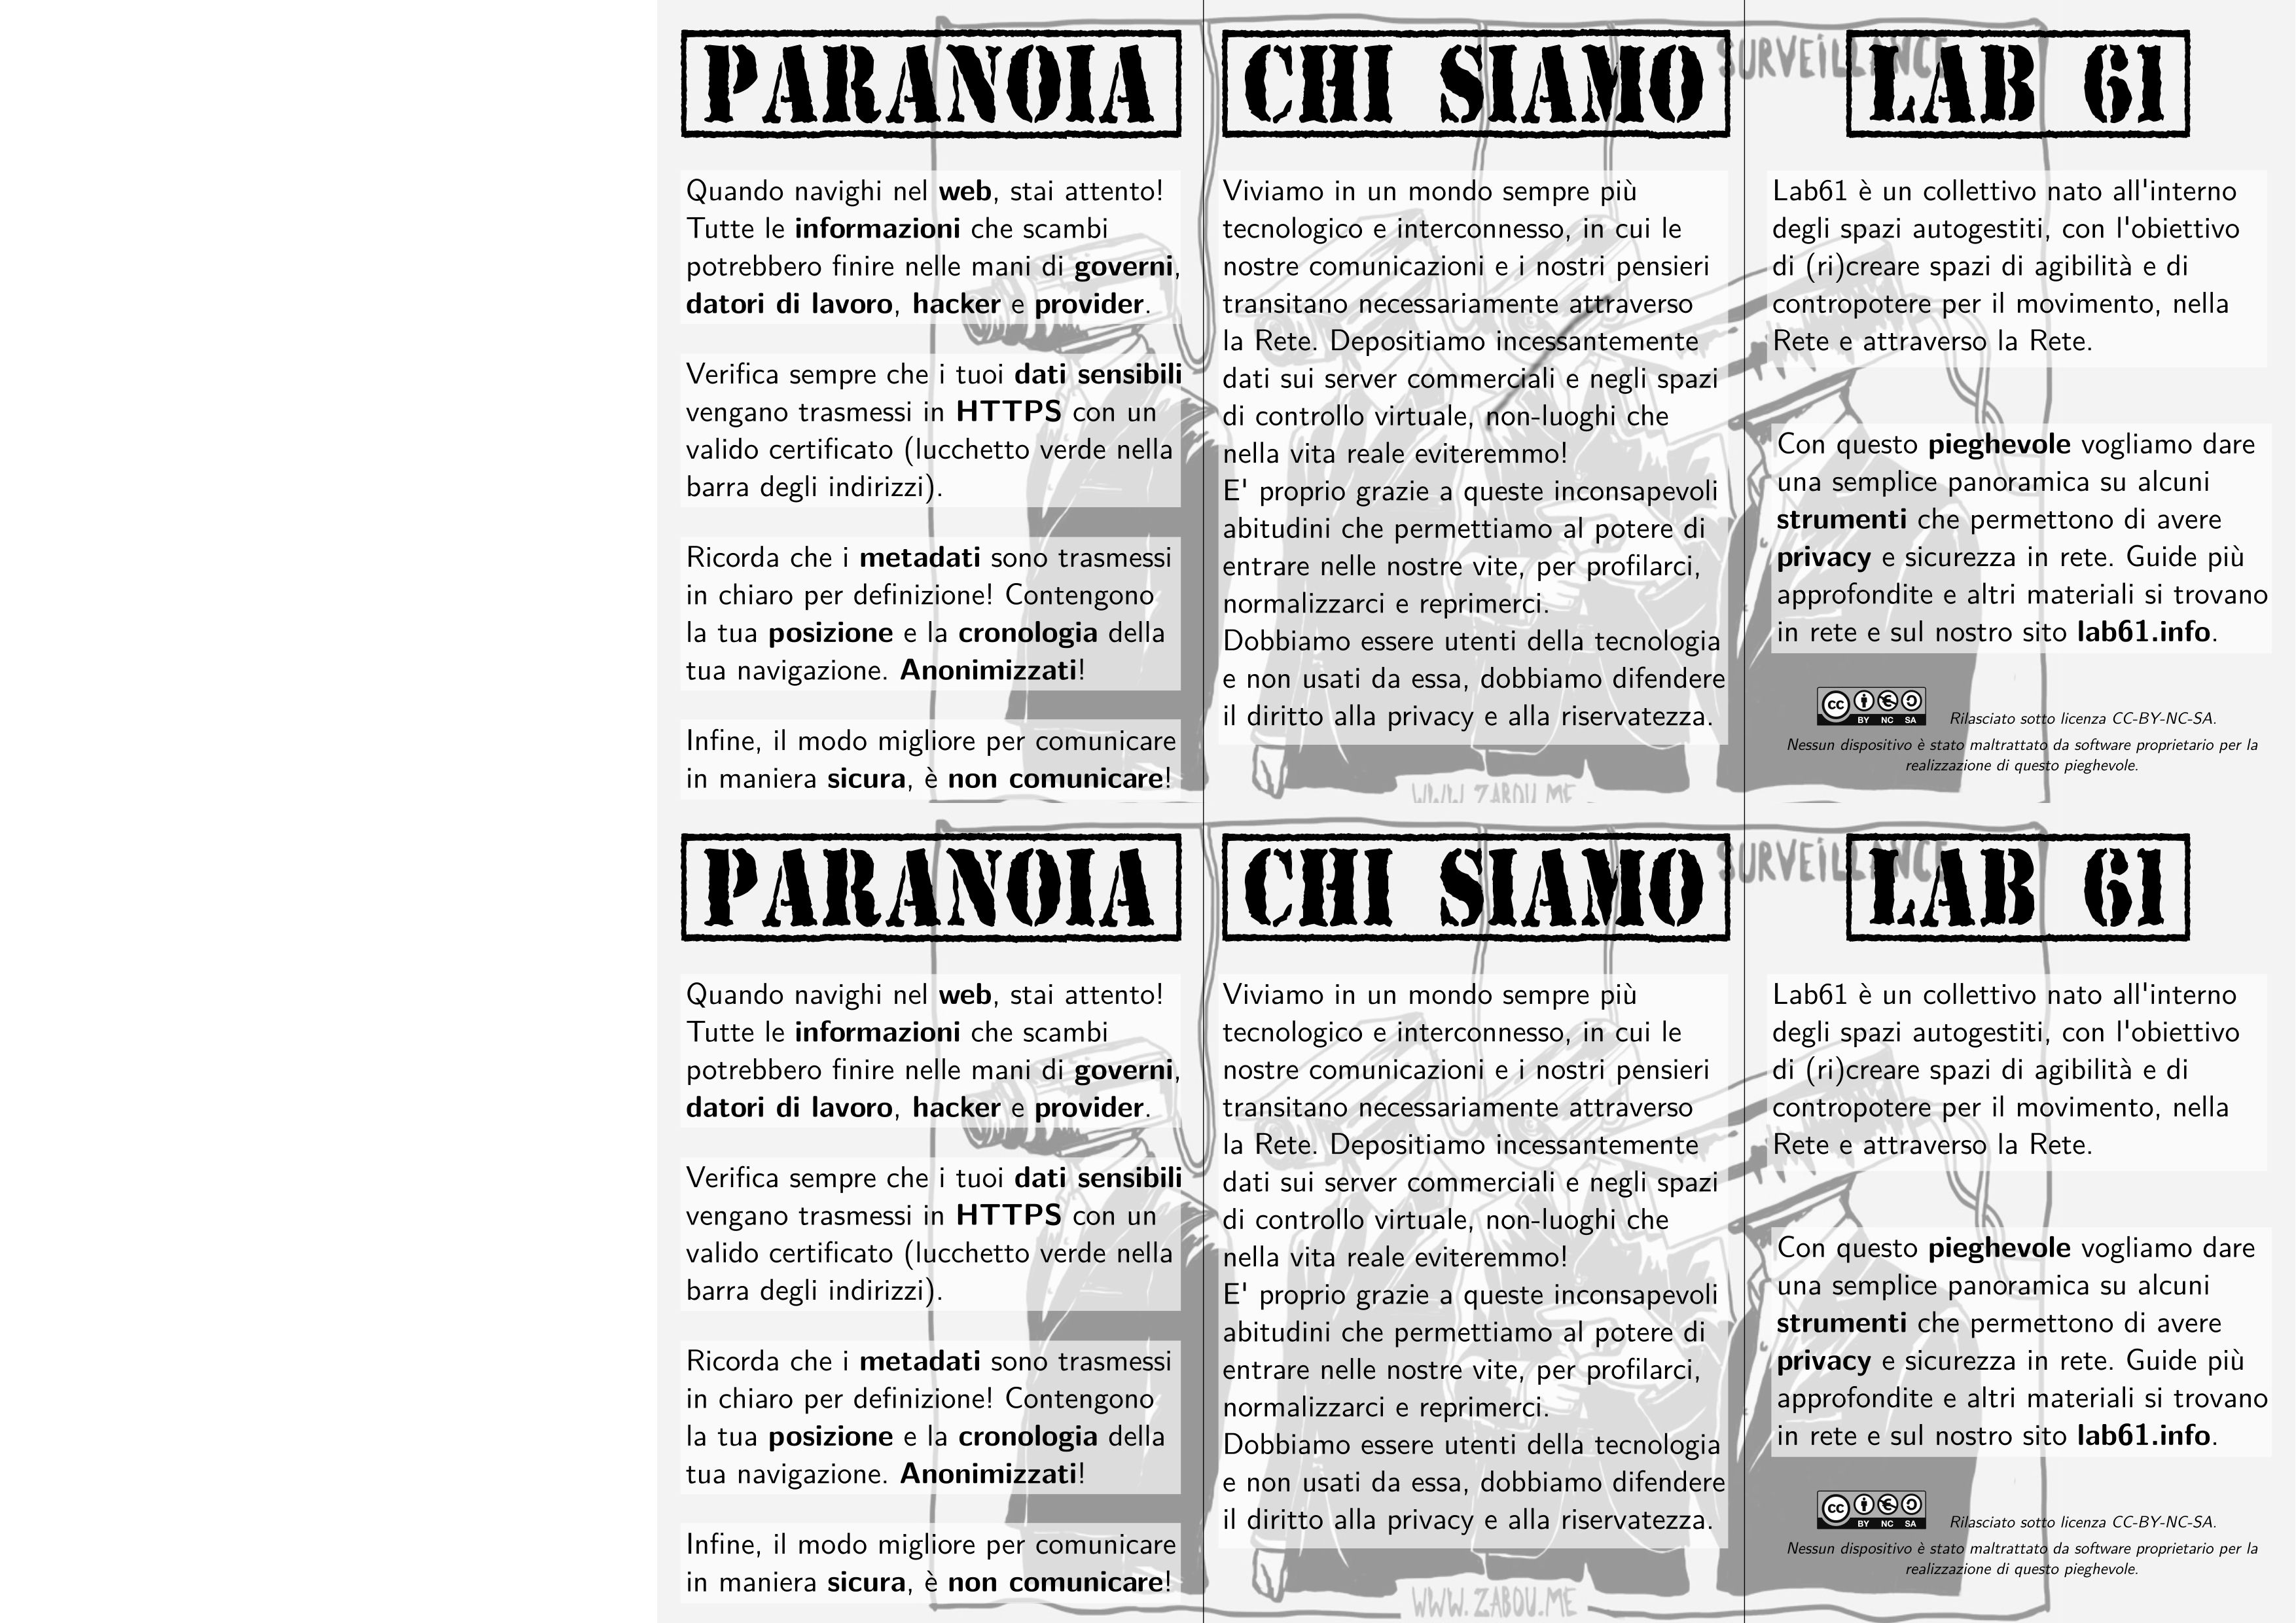 PARANOIA
Quando navighi nel web, stai attento!
Tutte le informazioni che scambi
potrebbero finire nelle mani di governi,
datori di lavoro, hacker e provider.
Verifica sempre che i tuoi dati sensibili
vengano trasmessi in HTTPS con un
valido certificato (lucchetto verde nella
barra degli indirizzi).
Ricorda che i metadati sono trasmessi
in chiaro per definizione! Contengono
la tua posizione e la cronologia della
tua navigazione. Anonimizzati!
Infine, il modo migliore per comunicare
in maniera sicura, è non comunicare!
CHI SIAMO
Viviamo in un mondo sempre più
tecnologico e interconnesso, in cui le
nostre comunicazioni e i nostri pensieri
transitano necessariamente attraverso
la Rete. Depositiamo incessantemente
dati sui server commerciali e negli spazi
di controllo virtuale, non-luoghi che
nella vita reale eviteremmo!
E' proprio grazie a queste inconsapevoli
abitudini che permettiamo al potere di
entrare nelle nostre vite, per profilarci,
normalizzarci e reprimerci.
Dobbiamo essere utenti della tecnologia
e non usati da essa, dobbiamo difendere
il diritto alla privacy e alla riservatezza.
WWW.ZABOU.ME
SURVEILLANCE
LAB 61
Lab61 è un collettivo nato all'interno
degli spazi autogestiti, con l'obiettivo
di (ri)creare spazi di agibilità e di
contropotere per il movimento, nella
Rete e attraverso la Rete.
Con questo pieghevole vogliamo dare
una semplice panoramica su alcuni
strumenti che permettono di avere
privacy e sicurezza in rete. Guide più
approfondite e altri materiali si trovano
in rete e sul nostro sito lab61.info.
cc BY NC SA
Rilasciato sotto licenza CC-BY-NC-SA.
Nessun dispositivo è stato maltrattato da software proprietario per la
realizzazione di questo pieghevole.
PARANOIA
Quando navighi nel web, stai attento!
Tutte le informazioni che scambi
potrebbero finire nelle mani di governi,
datori di lavoro, hacker e provider.
Verifica sempre che i tuoi dati sensibili
vengano trasmessi in HTTPS con un
valido certificato (lucchetto verde nella
barra degli indirizzi).
Ricorda che i metadati sono trasmessi
in chiaro per definizione! Contengono
la tua posizione e la cronologia della
tua navigazione. Anonimizzati!
Infine, il modo migliore per comunicare
in maniera sicura, è non comunicare!
CHI SIAMO
Viviamo in un mondo sempre più
tecnologico e interconnesso, in cui le
nostre comunicazioni e i nostri pensieri
transitano necessariamente attraverso
la Rete. Depositiamo incessantemente
dati sui server commerciali e negli spazi
di controllo virtuale, non-luoghi che
nella vita reale eviteremmo!
E' proprio grazie a queste inconsapevoli
abitudini che permettiamo al potere di
entrare nelle nostre vite, per profilarci,
normalizzarci e reprimerci.
Dobbiamo essere utenti della tecnologia
e non usati da essa, dobbiamo difendere
il diritto alla privacy e alla riservatezza.
WWW.ZABOU.ME
SURVEILLANCE
LAB 61
Lab61 è un collettivo nato all'interno
degli spazi autogestiti, con l'obiettivo
di (ri)creare spazi di agibilità e di
contropotere per il movimento, nella
Rete e attraverso la Rete.
Con questo pieghevole vogliamo dare
una semplice panoramica su alcuni
strumenti che permettono di avere
privacy e sicurezza in rete. Guide più
approfondite e altri materiali si trovano
in rete e sul nostro sito lab61.info.
cc BY NC SA
Rilasciato sotto licenza CC-BY-NC-SA.
Nessun dispositivo è stato maltrattato da software proprietario per la
realizzazione di questo pieghevole.